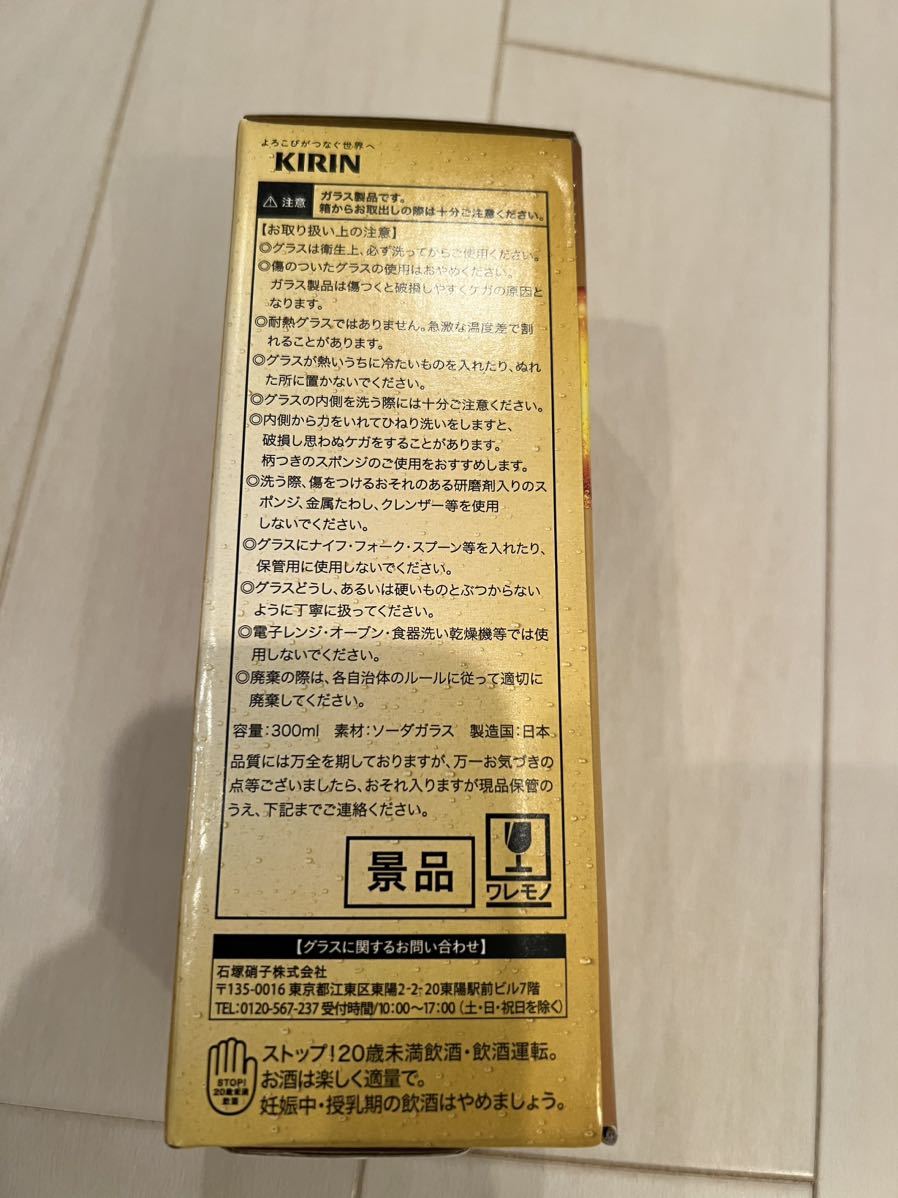 よろこびがつなぐ世界へ
KIRIN
注意
ガラス製品です。
箱からお取出しの際は十分ご注意ください。
【お取り扱い上の注意】
◎グラスは衛生上、必ず洗ってからご使用ください。
◎傷のついたグラスの使用はおやめください。
ガラス製品は傷つくと破損しやすくケガの原因と
なります。
◎耐熱グラスではありません。急激な温度差で割
れることがあります。
◎グラスが熱いうちに冷たいものを入れたり、ぬれ
た所に置かないでください。
◎グラスの内側を洗う際には十分ご注意ください。
◎内側から力をいれてひねり洗いをしますと、
破損し思わぬケガをすることがあります。
柄つきのスポンジのご使用をおすすめします。
◎洗う際、傷をつけるおそれのある研磨剤入りのス
ポンジ、金属たわし、クレンザー等を使用
しないでください。
◎グラスにナイフ・フォーク・スプーン等を入れたり、
保管用に使用しないでください。
◎グラスどうし、あるいは硬いものとぶつからない
ように丁寧に扱ってください。
◎電子レンジ・オーブン・食器洗い乾燥機等では使
用しないでください。
◎廃棄の際は、各自治体のルールに従って適切に
廃棄してください。
容量:300ml 素材:ソーダガラス 製造国:日本
品質には万全を期しておりますが、万一お気づきの
点等ございましたら、おそれ入りますが現品保管の
うえ、下記までご連絡ください。
景品
ワレモノ
【グラスに関するお問い合わせ】
石塚硝子株式会社
〒135-0016 東京都江東区東陽2-2-20東陽駅前ビル7階
TEL:0120-567-237 受付時間/10:00〜17:00（土・日・祝日を除く）
STOP!
20歳未満
飲酒
ストップ!20歳未満飲酒・飲酒運転。
お酒は楽しく適量で。
妊娠中・授乳期の飲酒はやめましょう。